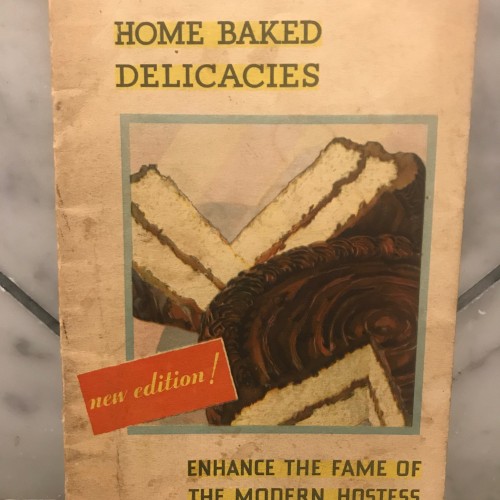 HOME BAKED
DELICACIES
new edition!
ENHANCE THE FAME OF
THE MODERN HOSTESS